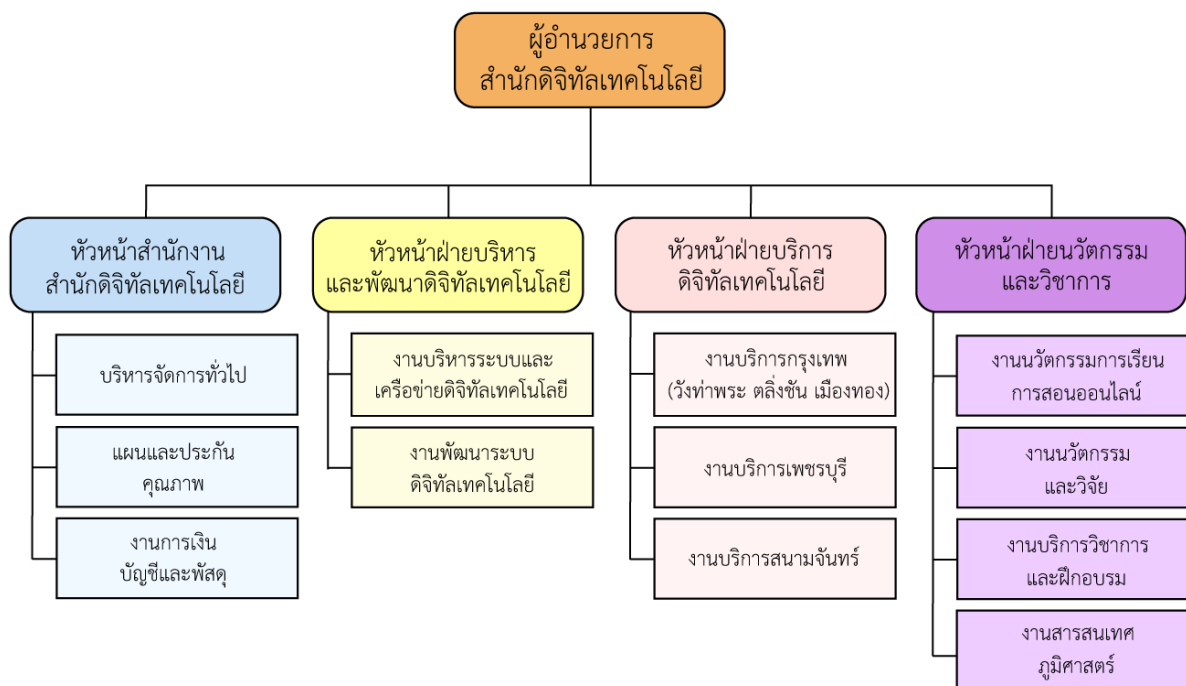 ผู้อำนวยการ
สำนักดิจิทัลเทคโนโลยี
หัวหน้าสำนักงาน
สำนักดิจิทัลเทคโนโลยี
บริหารจัดการทั่วไป
แผนและประกัน
คุณภาพ
งานการเงิน
บัญชีและพัสดุ
หัวหน้าฝ่ายบริหาร
และพัฒนาดิจิทัลเทคโนโลยี
งานบริหารระบบและ
เครือข่ายดิจิทัลเทคโนโลยี
งานพัฒนาระบบ
ดิจิทัลเทคโนโลยี
หัวหน้าฝ่ายบริการ
ดิจิทัลเทคโนโลยี
งานบริการกรุงเทพ
(วังท่าพระ ตลิ่งชัน เมืองทอง)
งานบริการเพชรบุรี
งานบริการสนามจันทร์
หัวหน้าฝ่ายนวัตกรรม
และวิชาการ
งานนวัตกรรมการเรียน
การสอนออนไลน์
งานนวัตกรรม
และวิจัย
งานบริการวิชาการ
และฝึกอบรม
งานสารสนเทศ
ภูมิศาสตร์